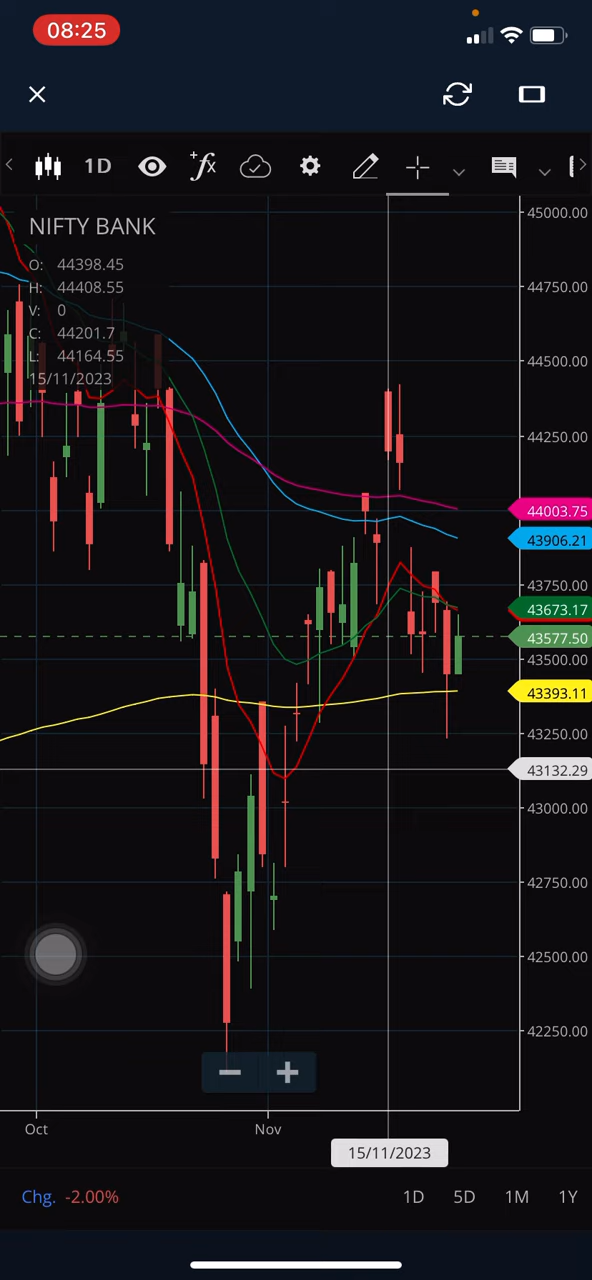 08:25
1D
fx
NIFTY BANK
O: 44398.45
H: 44408.55
V: 0
C: 44201.7
L: 44164.55
15/11/2023
45000.00
44750.00
44500.00
44250.00
44003.75
43906.21
43750.00
43673.17
43577.50
43500.00
43393.11
43250.00
43132.29
43000.00
42750.00
42500.00
42250.00
Oct
Nov
15/11/2023
Chg. -2.00%
1D 5D 1M 1Y